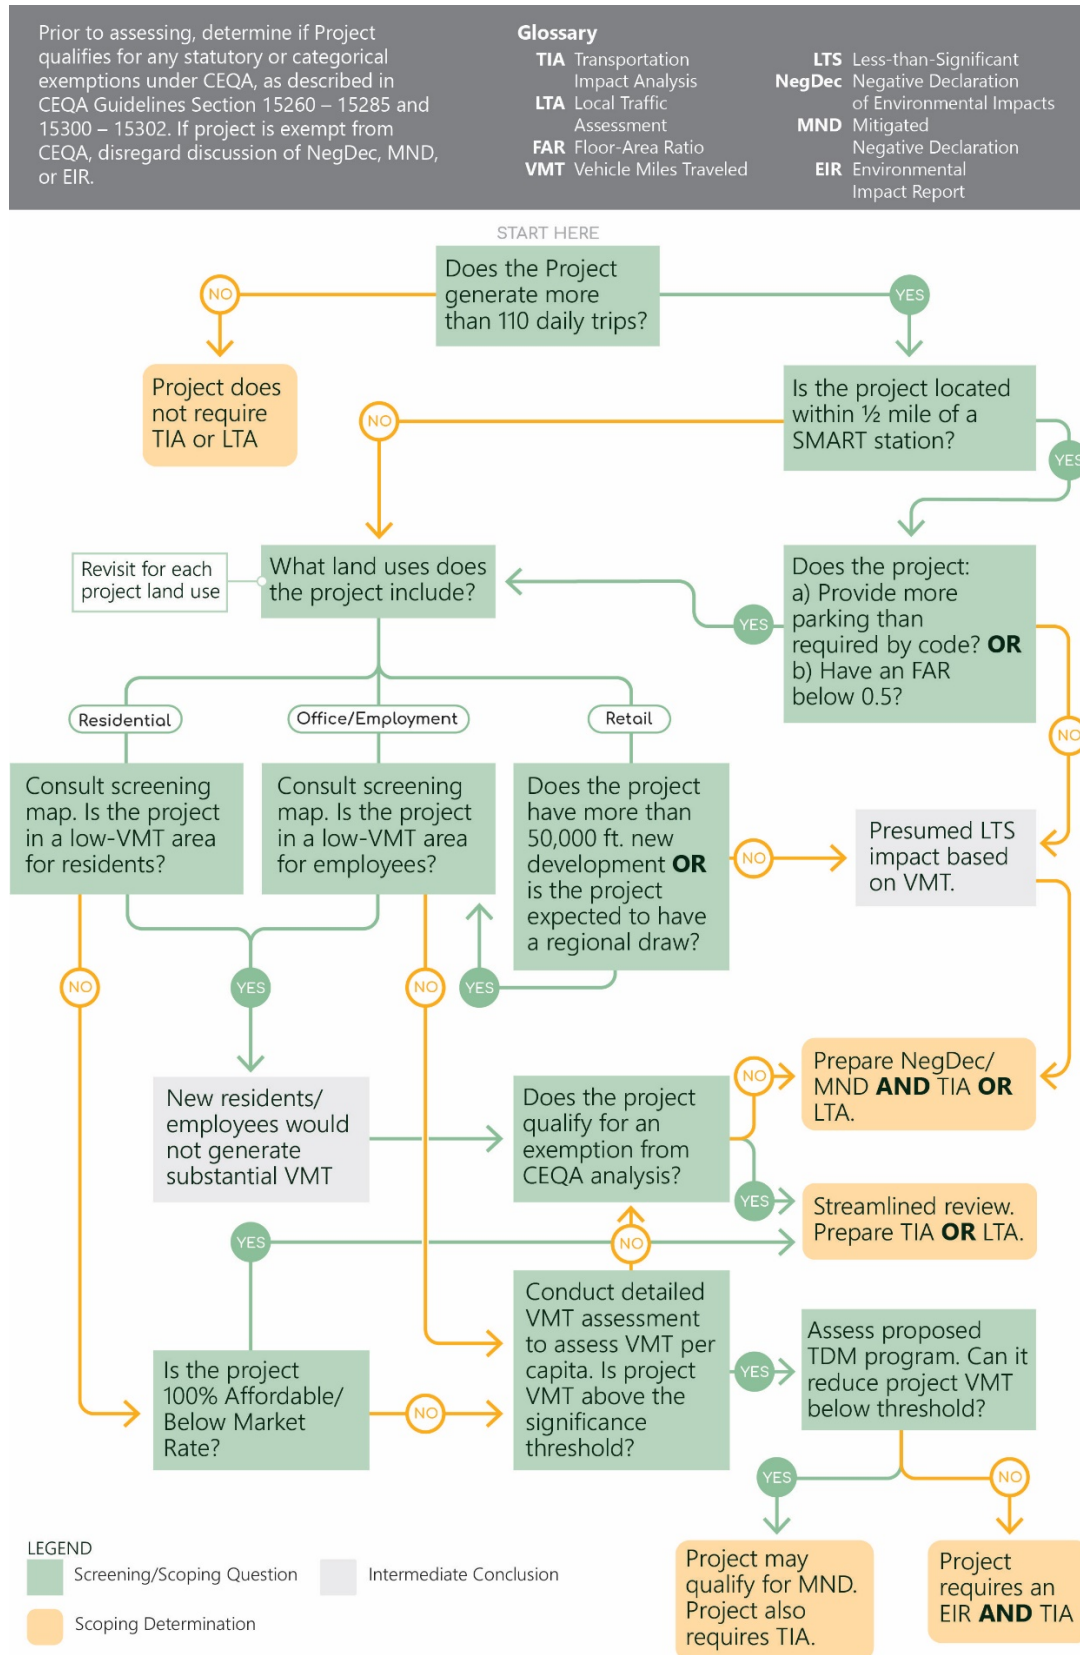 Prior to assessing, determine if Project
qualifies for any statutory or categorical
exemptions under CEQA, as described in
CEQA Guidelines Section 15260 – 15285 and
15300 – 15302. If project is exempt from
CEQA, disregard discussion of NegDec, MND,
or EIR.
Glossary
TIA Transportation
Impact Analysis
LTA Local Traffic
Assessment
FAR Floor-Area Ratio
VMT Vehicle Miles Traveled
LTS Less-than-Significant
NegDec Negative Declaration
of Environmental Impacts
MND Mitigated
Negative Declaration
EIR Environmental
Impact Report
START HERE
Does the Project
generate more
than 110 daily trips?
NO
YES
Project does
not require
TIA or LTA
Is the project located
within ½ mile of a
SMART station?
NO
YES
Revisit for each
project land use
What land uses does
the project include?
Does the project:
a) Provide more
parking than
required by code? OR
b) Have an FAR
below 0.5?
YES
NO
Residential
Office/Employment
Retail
Consult screening
map. Is the project
in a low-VMT area
for residents?
Consult screening
map. Is the project
in a low-VMT area
for employees?
Does the project
have more than
50,000 ft. new
development OR
is the project
expected to have
a regional draw?
NO
Presumed LTS
impact based
on VMT.
NO
YES
NO
YES
New residents/
employees would
not generate
substantial VMT
Does the project
qualify for an
exemption from
CEQA analysis?
NO
Prepare NegDec/
MND AND TIA OR
LTA.
YES
Streamlined review.
Prepare TIA OR LTA.
YES
NO
Is the project
100% Affordable/
Below Market
Rate?
NO
Conduct detailed
VMT assessment
to assess VMT per
capita. Is project
VMT above the
significance
threshold?
YES
Assess proposed
TDM program. Can it
reduce project VMT
below threshold?
YES
NO
Project may
qualify for MND.
Project also
requires TIA.
Project
requires an
EIR AND TIA
LEGEND
Screening/Scoping Question
Intermediate Conclusion
Scoping Determination